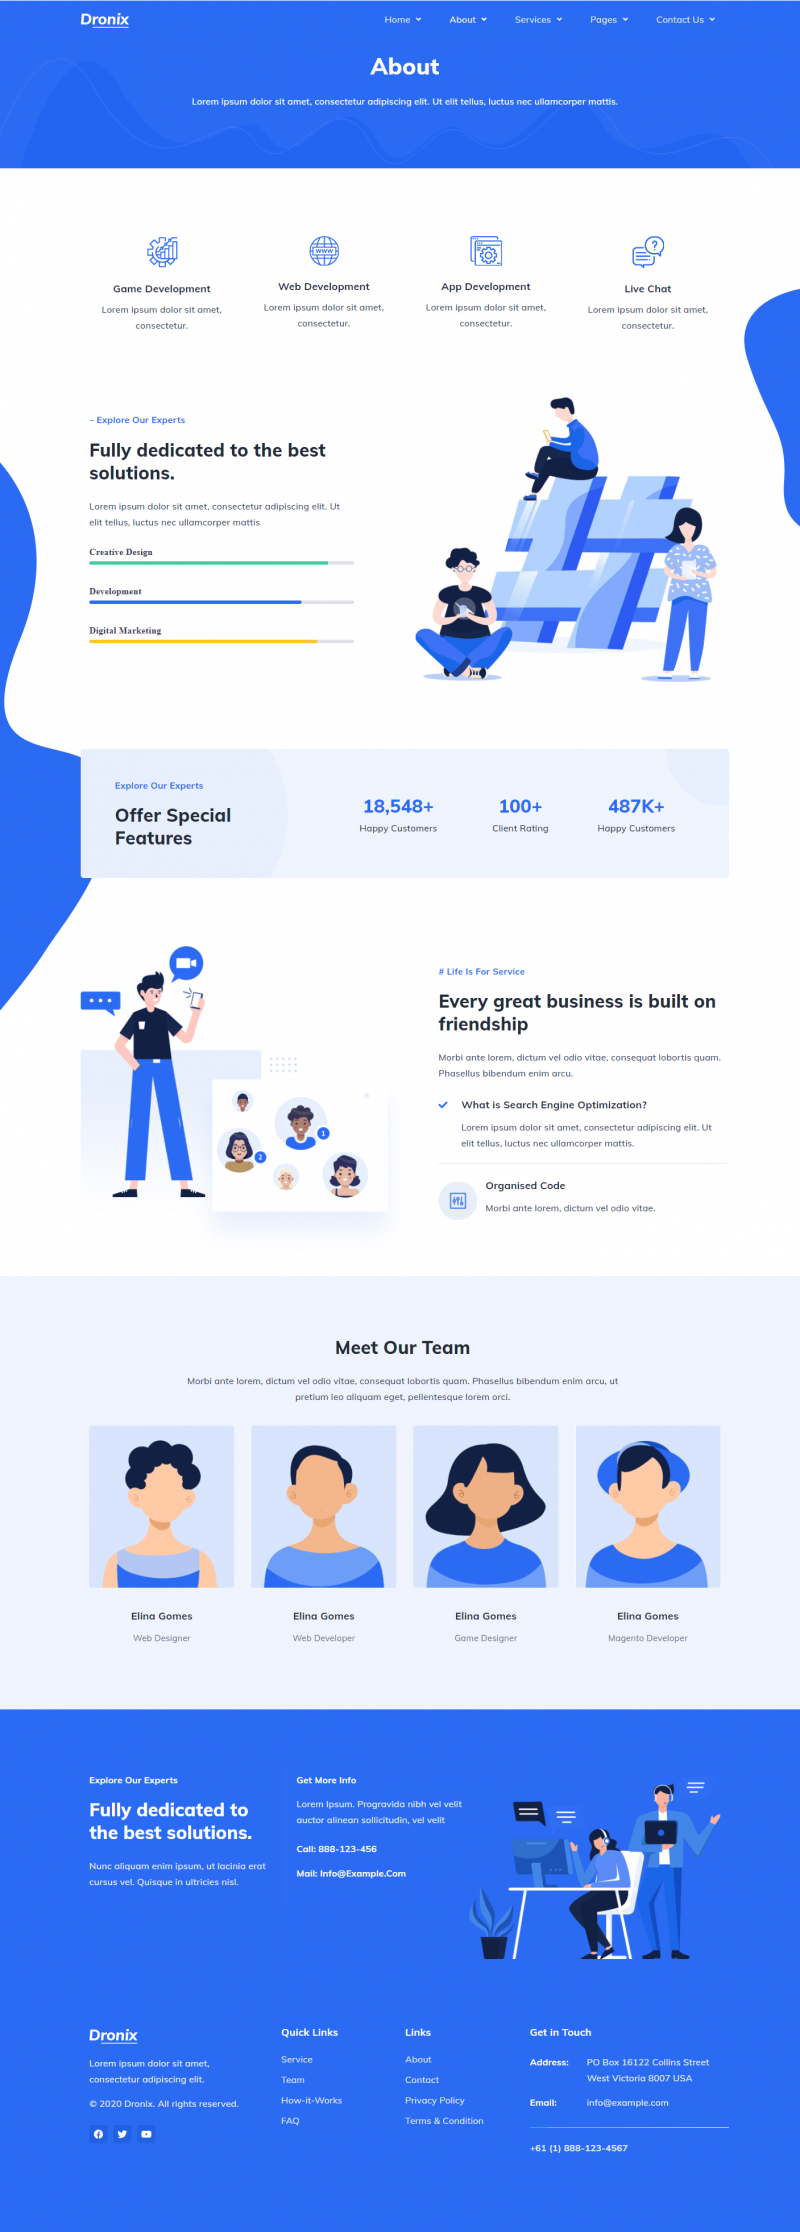 Dronix
Home
About
Services
Pages
Contact Us
About
Lorem ipsum dolor sit amet, consectetur adipiscing elit. Ut elit tellus, luctus nec ullamcorper mattis.
WWW
?
Game Development
Lorem ipsum dolor sit amet,
consectetur.
Web Development
Lorem ipsum dolor sit amet,
consectetur.
App Development
Lorem ipsum dolor sit amet,
consectetur.
Live Chat
Lorem ipsum dolor sit amet,
consectetur.
– Explore Our Experts
Fully dedicated to the best
solutions.
Lorem ipsum dolor sit amet, consectetur adipiscing elit. Ut
elit tellus, luctus nec ullamcorper mattis
Creative Design
Development
Digital Marketing
Explore Our Experts
Offer Special
Features
18,548+
Happy Customers
100+
Client Rating
487K+
Happy Customers
1
2
# Life Is For Service
Every great business is built on
friendship
Morbi ante lorem, dictum vel odio vitae, consequat lobortis quam.
Phasellus bibendum enim arcu.
What is Search Engine Optimization?
Lorem ipsum dolor sit amet, consectetur adipiscing elit. Ut
elit tellus, luctus nec ullamcorper mattis.
Organised Code
Morbi ante lorem, dictum vel odio vitae.
Meet Our Team
Morbi ante lorem, dictum vel odio vitae, consequat lobortis quam. Phasellus bibendum enim arcu, ut
pretium leo aliquam eget, pellentesque lorem orci.
Elina Gomes
Web Designer
Elina Gomes
Web Developer
Elina Gomes
Game Designer
Elina Gomes
Magento Developer
Explore Our Experts
Fully dedicated to
the best solutions.
Nunc aliquam enim ipsum, ut lacinia erat
cursus vel. Quisque in ultricies nisl.
Get More Info
Lorem Ipsum. Progravida nibh vel velit
auctor alinean sollicitudin, vel velit
Call: 888-123-456
Mail: Info@Example.Com
Dronix
Lorem ipsum dolor sit amet,
consectetur adipiscing elit.
© 2020 Dronix. All rights reserved.
Quick Links
Service
Team
How-it-Works
FAQ
Links
About
Contact
Privacy Policy
Terms & Condition
Get in Touch
Address: PO Box 16122 Collins Street
West Victoria 8007 USA
Email: info@example.com
+61 (1) 888-123-4567